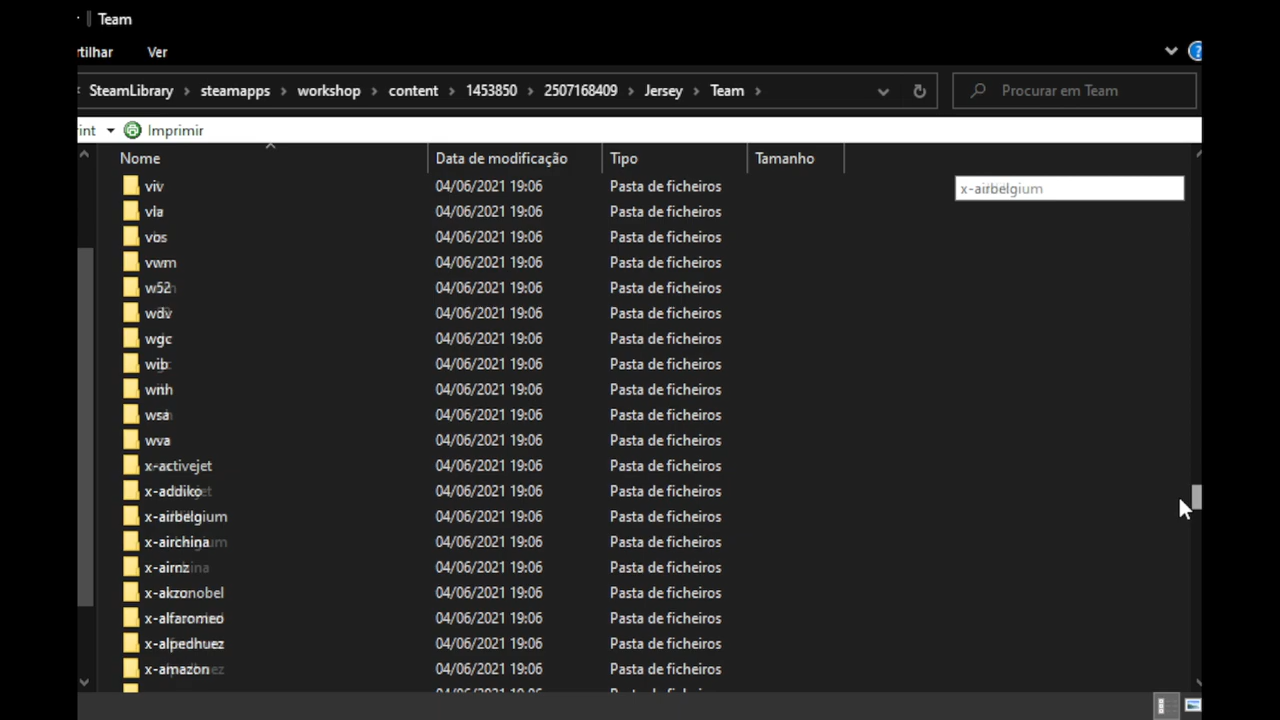 Team
rtilhar Ver
SteamLibrary steamapps workshop content 1453850 2507168409 Jersey Team Procurar em Team
int Imprimir
Nome Data de modificação Tipo Tamanho
viv 04/06/2021 19:06 Pasta de ficheiros x-airbelgium
vla 04/06/2021 19:06 Pasta de ficheiros
vos 04/06/2021 19:06 Pasta de ficheiros
vwm 04/06/2021 19:06 Pasta de ficheiros
w52 04/06/2021 19:06 Pasta de ficheiros
wdv 04/06/2021 19:06 Pasta de ficheiros
wgc 04/06/2021 19:06 Pasta de ficheiros
wib 04/06/2021 19:06 Pasta de ficheiros
wnh 04/06/2021 19:06 Pasta de ficheiros
wsa 04/06/2021 19:06 Pasta de ficheiros
wva 04/06/2021 19:06 Pasta de ficheiros
x-activejet 04/06/2021 19:06 Pasta de ficheiros
x-addiko 04/06/2021 19:06 Pasta de ficheiros
x-airbelgium 04/06/2021 19:06 Pasta de ficheiros
x-airchina 04/06/2021 19:06 Pasta de ficheiros
x-airnz 04/06/2021 19:06 Pasta de ficheiros
x-akzonobel 04/06/2021 19:06 Pasta de ficheiros
x-alfaromeo 04/06/2021 19:06 Pasta de ficheiros
x-alpedhuez 04/06/2021 19:06 Pasta de ficheiros
x-amazon 04/06/2021 19:06 Pasta de ficheiros